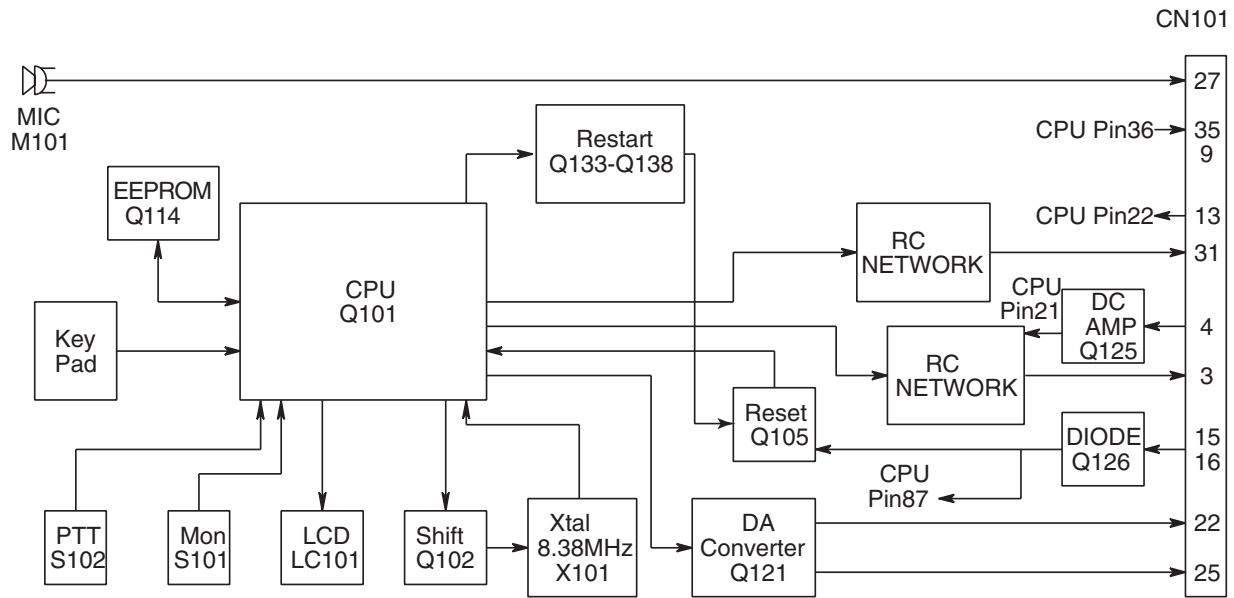 CN101
27
MIC
M101
Restart
Q133-Q138
CPU Pin36
35
9
EEPROM
Q114
CPU Pin22
13
RC
NETWORK
31
CPU
Q101
CPU
Pin21
DC
AMP
Q125
4
Key
Pad
RC
NETWORK
3
Reset
Q105
DIODE
Q126
15
16
CPU
Pin87
PTT
S102
Mon
S101
LCD
LC101
Shift
Q102
Xtal
8.38MHz
X101
DA
Converter
Q121
22
25